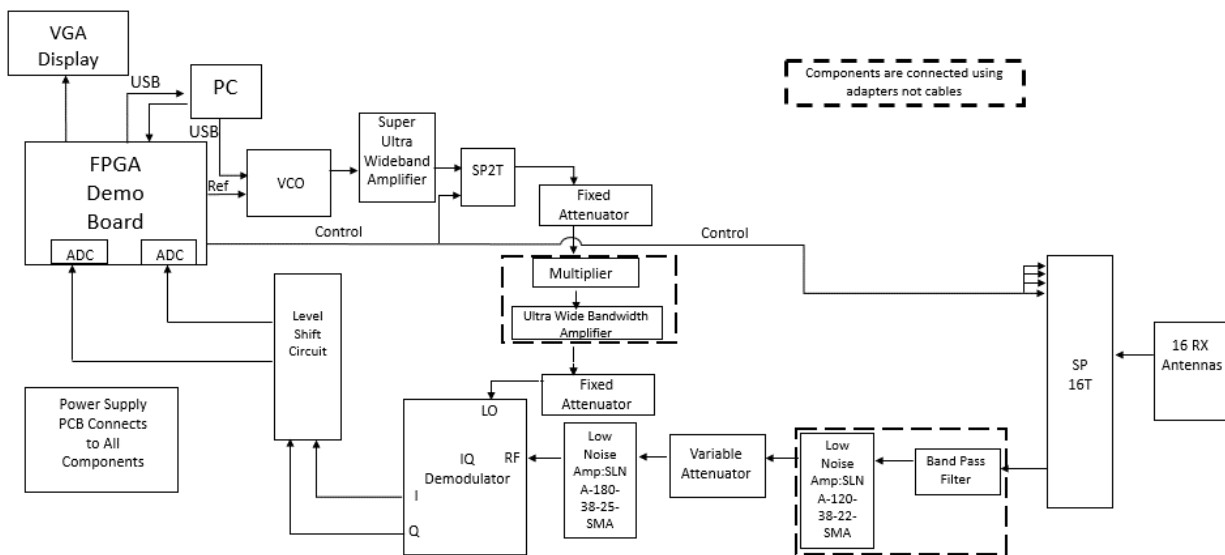 VGA
Display
USB
PC
USB
FPGA
Demo
Board
Ref
VCO
Super
Ultra
Wideband
Amplifier
SP2T
Fixed
Attenuator
Components are connected using
adapters not cables
ADC
ADC
Control
Control
Multiplier
Ultra Wide Bandwidth
Amplifier
Level
Shift
Circuit
SP
16T
16 RX
Antennas
Fixed
Attenuator
Power Supply
PCB Connects
to All
Components
LO
IQ
Demodulator
RF
I
Q
Low
Noise
Amp:SLN
A-180-
38-25-
SMA
Variable
Attenuator
Low
Noise
Amp:SLN
A-120-
38-22-
SMA
Band Pass
Filter